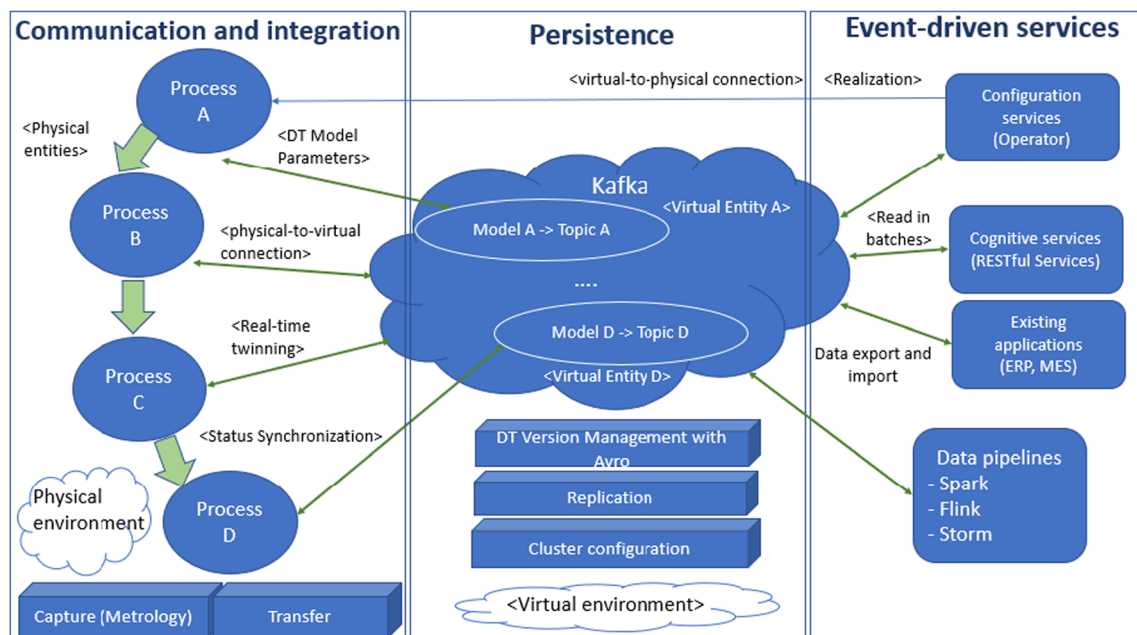 Communication and integration
Process
A
<Physical
entities>
<DT Model
Parameters>
Process
B
<physical-to-virtual
connection>
<Real-time
twinning>
Process
C
<Status Synchronization>
Physical
environment
Process
D
Capture (Metrology)
Transfer
Persistence
<virtual-to-physical connection>
Kafka
<Virtual Entity A>
Model A -> Topic A
....
Model D -> Topic D
<Virtual Entity D>
DT Version Management with
Avro
Replication
Cluster configuration
<Virtual environment>
Event-driven services
<Realization>
Configuration
services
(Operator)
<Read in
batches>
Cognitive services
(RESTful Services)
Existing
applications
(ERP, MES)
Data export and
import
Data pipelines
- Spark
- Flink
- Storm